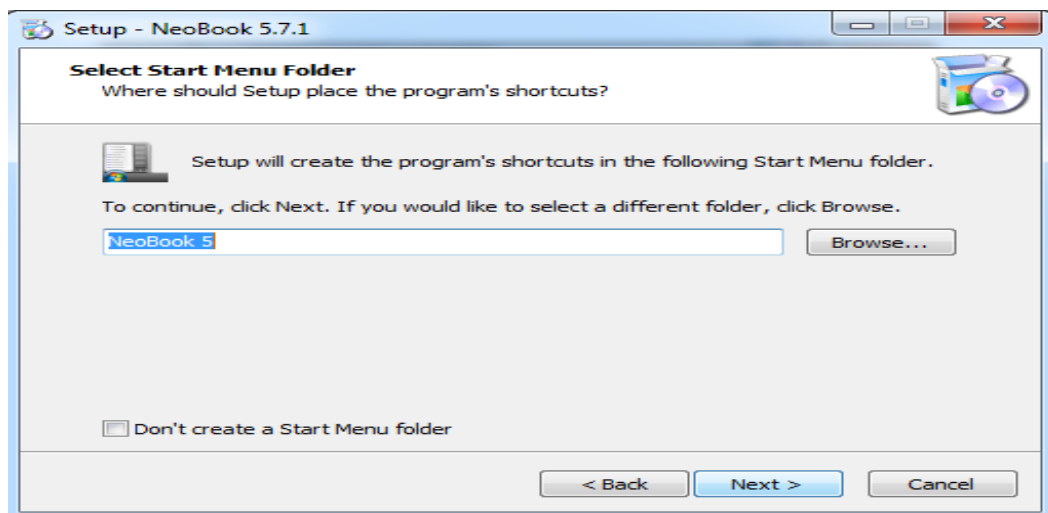 Setup - NeoBook 5.7.1
Select Start Menu Folder
Where should Setup place the program's shortcuts?
Setup will create the program's shortcuts in the following Start Menu folder.
To continue, click Next. If you would like to select a different folder, click Browse.
NeoBook 5 Browse...
Don't create a Start Menu folder
< Back Next > Cancel